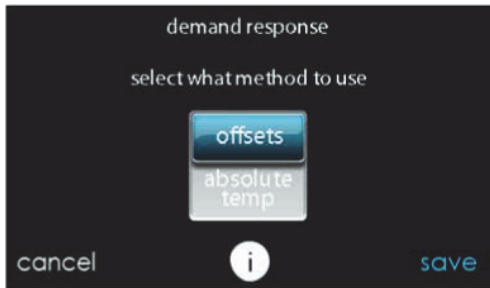 demand response
select what method to use
offsets
absolute
temp
cancel
i
save